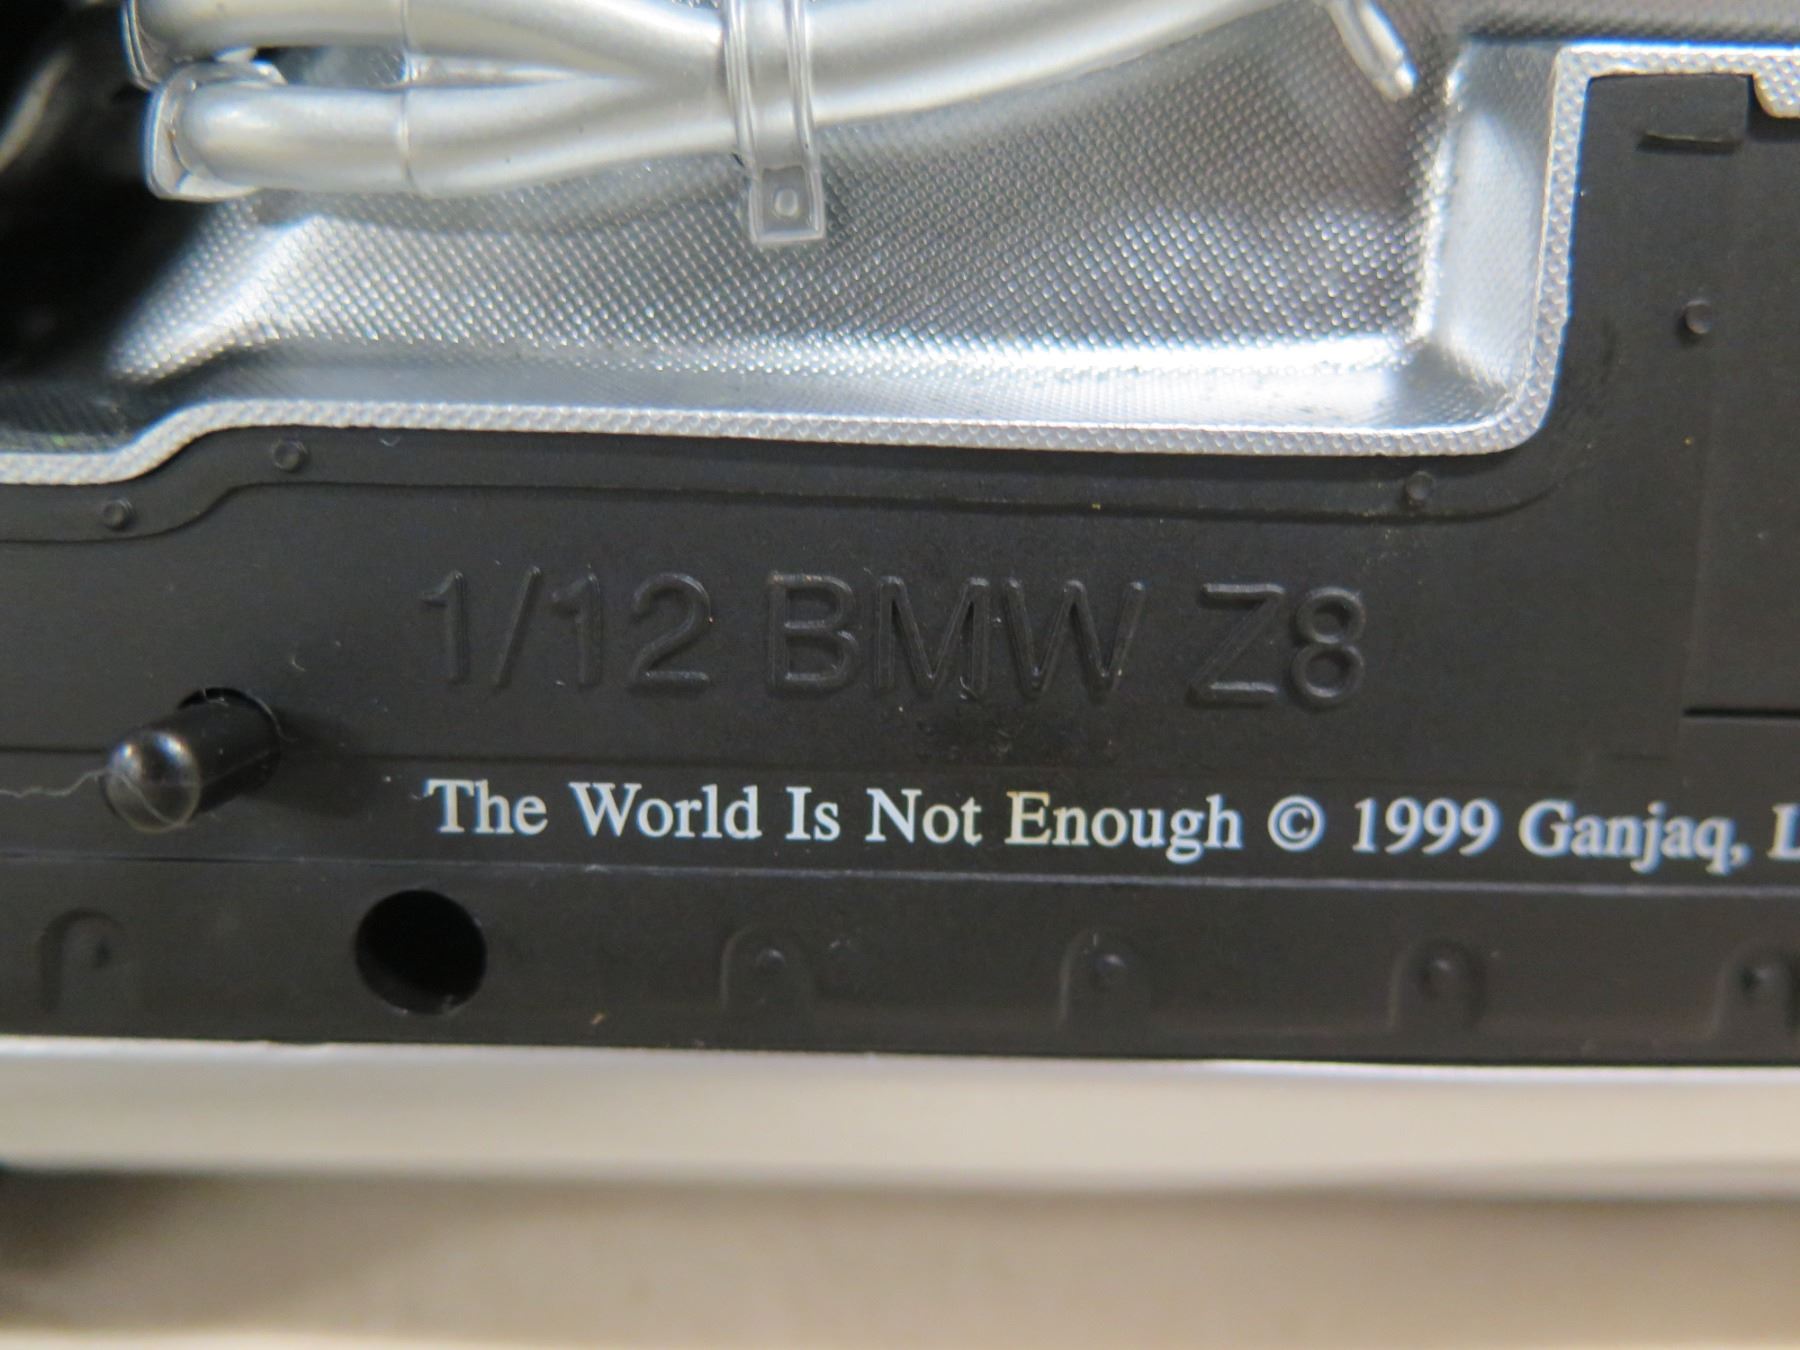 1/12 BMW Z8
The World Is Not Enough © 1999 Ganjaq, L